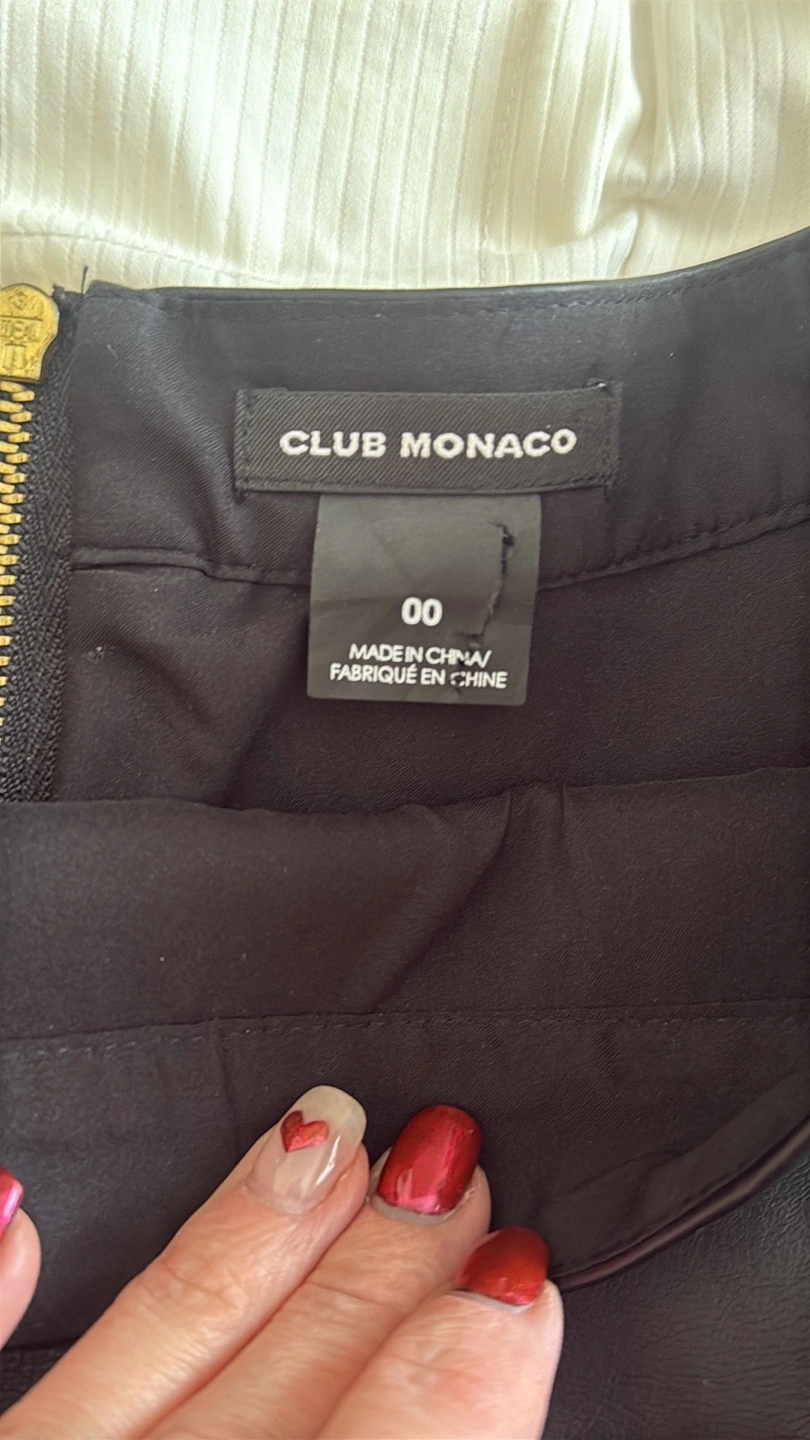 CLUB MONACO
00
MADE IN CHINA/
FABRIQUÉ EN CHINE